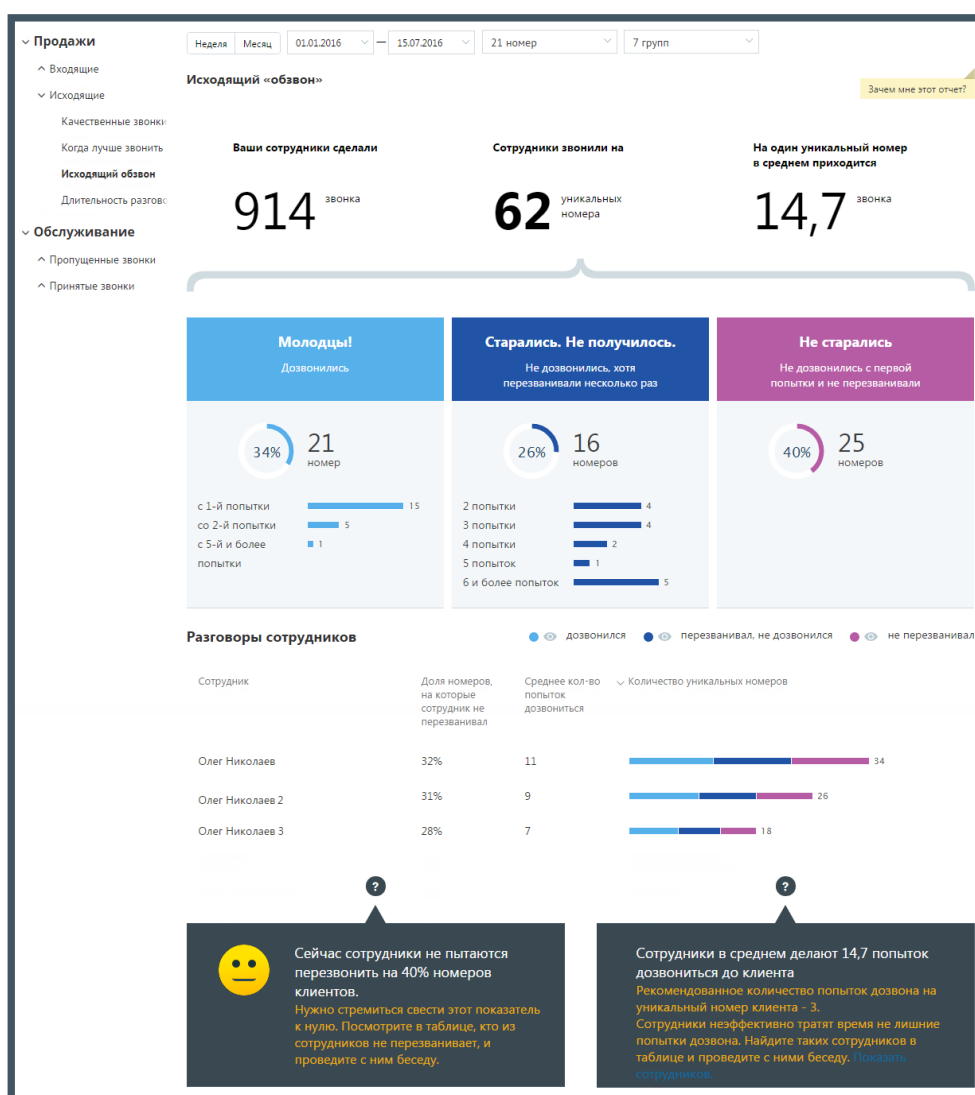 Продажи
Входящие
Исходящие
Качественные звонки
Когда лучше звонить
Исходящий обзвон
Длительность разгово
Обслуживание
Пропущенные звонки
Принятые звонки
Неделя Месяц 01.01.2016 — 15.07.2016 21 номер 7 групп
Исходящий «обзвон»
Зачем мне этот отчет?
Ваши сотрудники сделали
914 звонка
Сотрудники звонили на
62 уникальных
номера
На один уникальный номер
в среднем приходится
14,7 звонка
Молодцы!
Дозвонились
34%
21
номер
с 1-й попытки 15
со 2-й попытки 5
с 5-й и более 1
попытки
Старались. Не получилось.
Не дозвонились, хотя
перезванивали несколько раз
26%
16
номеров
2 попытки 4
3 попытки 4
4 попытки 2
5 попыток 1
6 и более попыток 5
Не старались
Не дозвонились с первой
попытки и не перезванивали
40%
25
номеров
Разговоры сотрудников
дозвонился перезванивал, не дозвонился не перезванивал
Сотрудник
Доля номеров,
на которые
сотрудник не
перезванивал
Среднее кол-во
попыток
дозвониться
Количество уникальных номеров
Олег Николаев 32% 11 34
Олег Николаев 2 31% 9 26
Олег Николаев 3 28% 7 18
?
Сейчас сотрудники не пытаются
перезвонить на 40% номеров
клиентов.
Нужно стремиться свести этот показатель
к нулю. Посмотрите в таблице, кто из
сотрудников не перезванивает, и
проведите с ним беседу.
?
Сотрудники в среднем делают 14,7 попыток
дозвониться до клиента
Рекомендованное количество попыток дозвона на
уникальный номер клиента - 3.
Сотрудники неэффективно тратят время не лишние
попытки дозвона. Найдите таких сотрудников в
таблице и проведите с ними беседу. Показать
сотрудников.